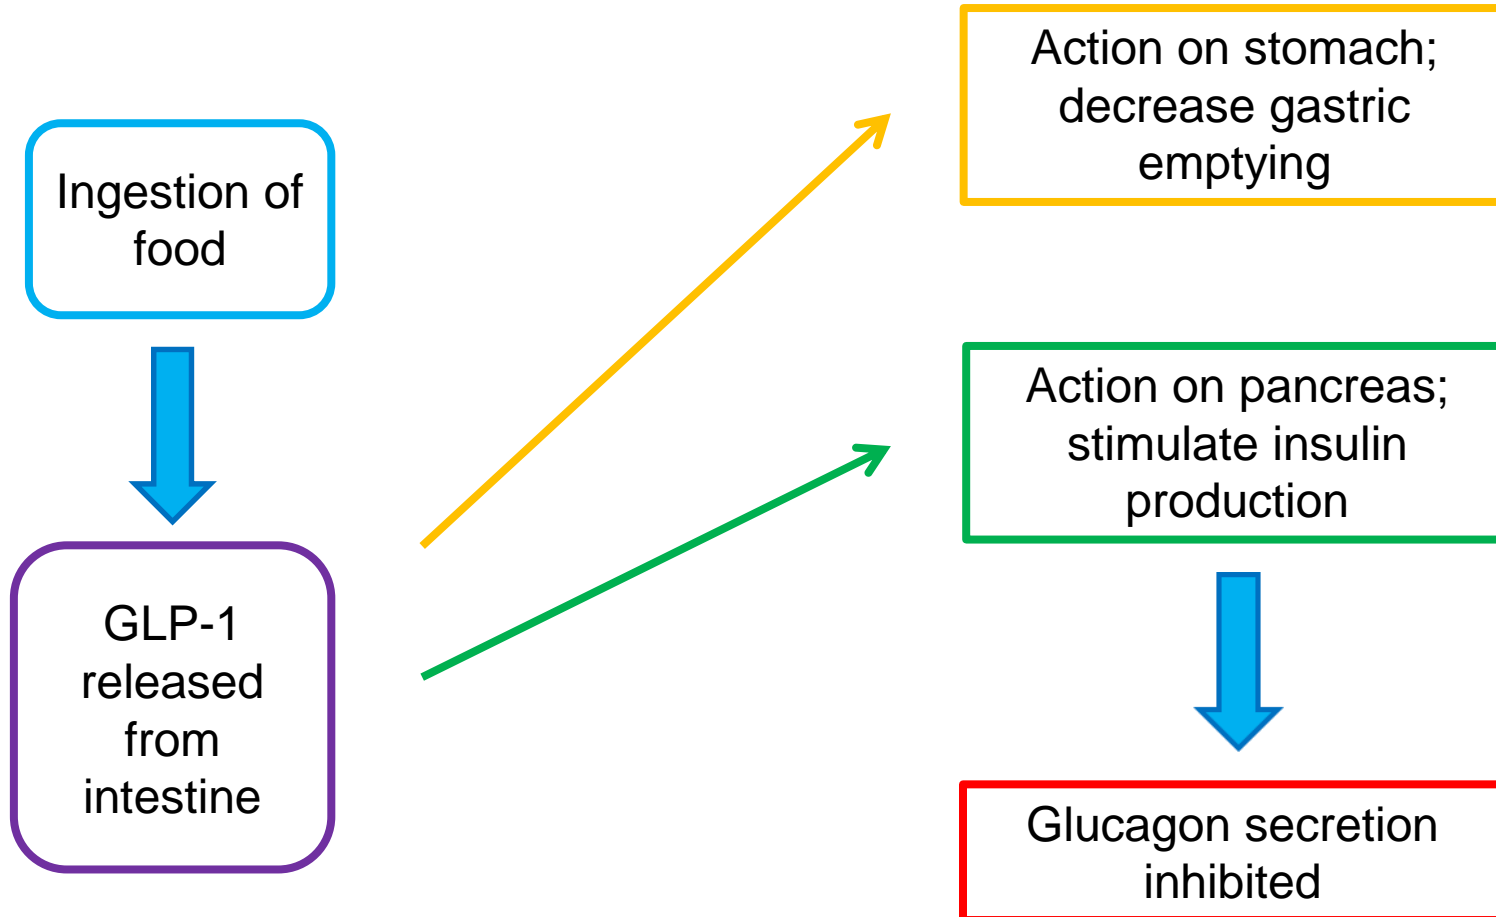 Ingestion of
food
GLP-1
released
from
intestine
Action on stomach;
decrease gastric
emptying
Action on pancreas;
stimulate insulin
production
Glucagon secretion
inhibited